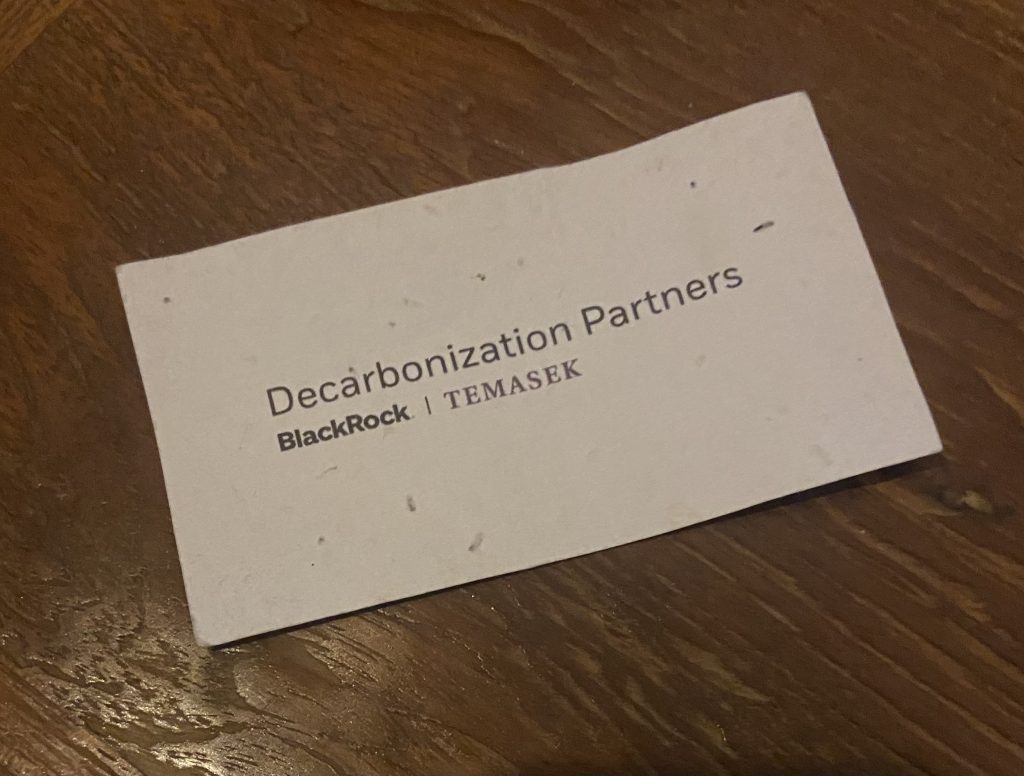 Decarbonization Partners
BlackRock. | TEMASEK